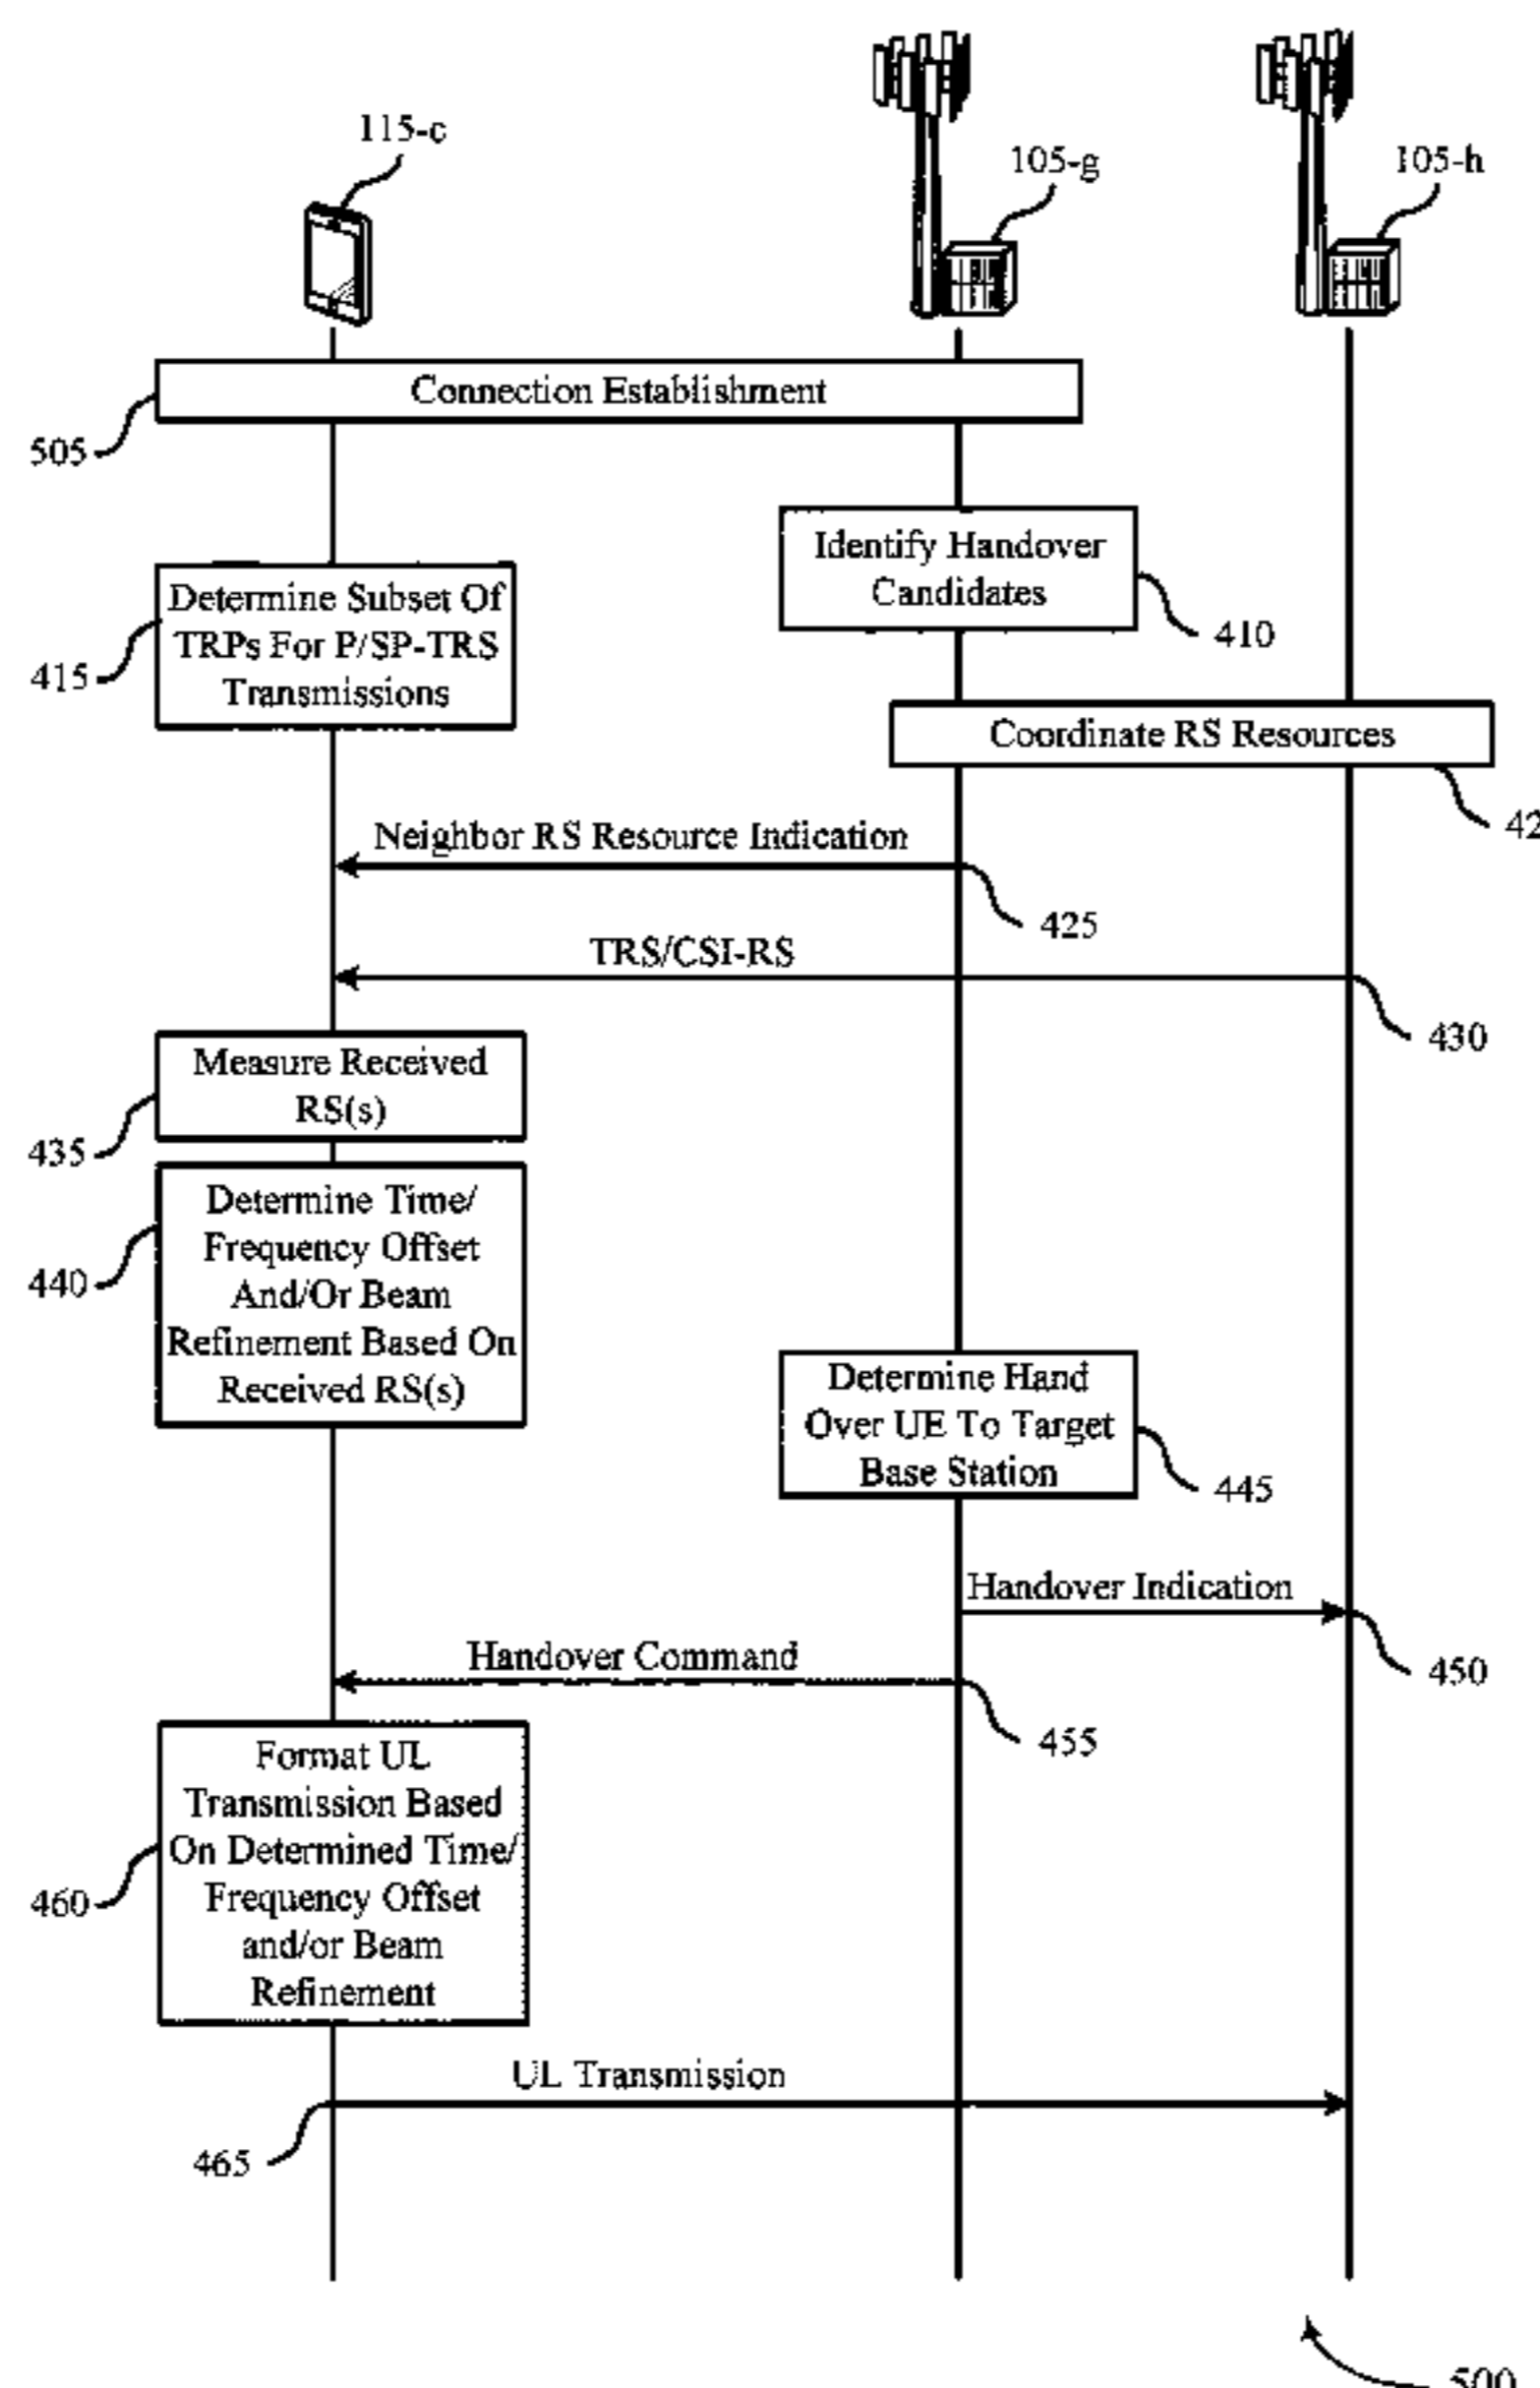 115-c
105-g
105-h
Connection Establishment
505
Identify Handover
Candidates
410
Determine Subset Of
TRPs For P/SP-TRS
Transmissions
415
Coordinate RS Resources
42
Neighbor RS Resource Indication
425
TRS/CSI-RS
430
Measure Received
RS(s)
435
Determine Time/
Frequency Offset
And/Or Beam
Refinement Based On
Received RS(s)
440
Determine Hand
Over UE To Target
Base Station
445
Handover Indication
450
Handover Command
455
Format UL
Transmission Based
On Determined Time/
Frequency Offset
and/or Beam
Refinement
460
UL Transmission
465
500